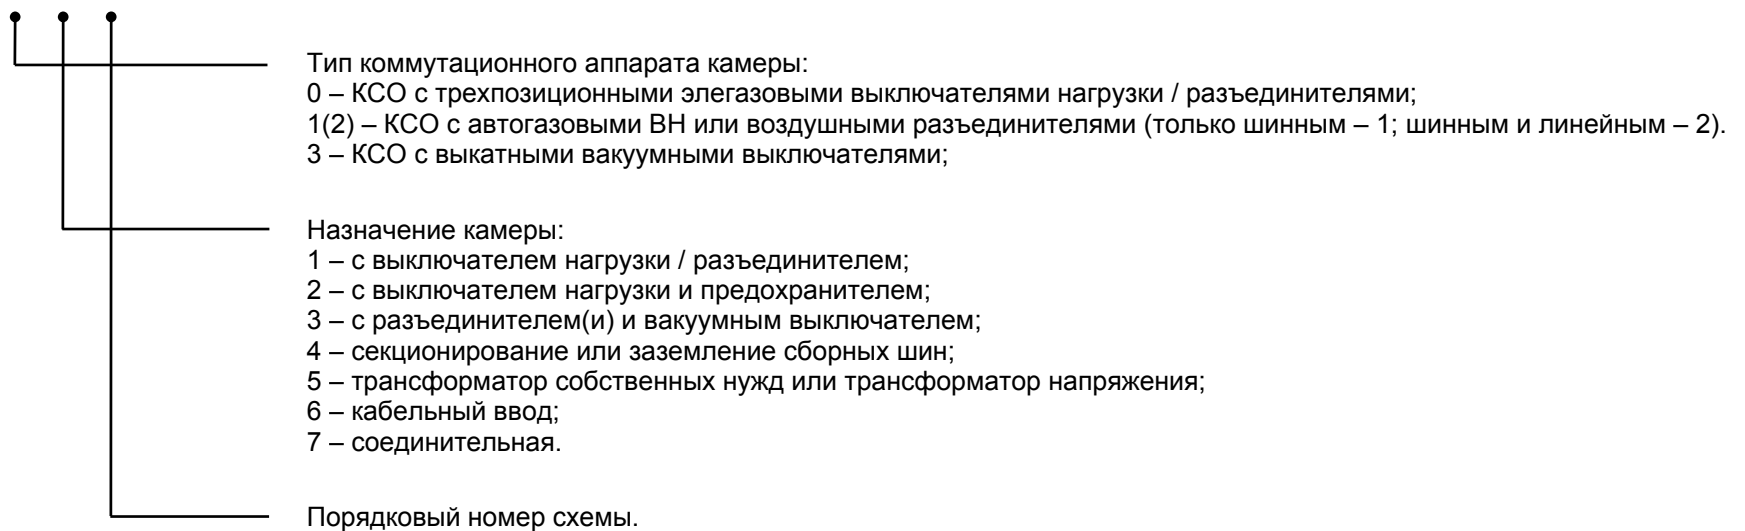 Тип коммутационного аппарата камеры:
0 – КСО с трехпозиционными элегазовыми выключателями нагрузки / разъединителями;
1(2) – КСО с автогазовыми ВН или воздушными разъединителями (только шинным – 1; шинным и линейным – 2).
3 – КСО с выкатными вакуумными выключателями;
Назначение камеры:
1 – с выключателем нагрузки / разъединителем;
2 – с выключателем нагрузки и предохранителем;
3 – с разъединителем(и) и вакуумным выключателем;
4 – секционирование или заземление сборных шин;
5 – трансформатор собственных нужд или трансформатор напряжения;
6 – кабельный ввод;
7 – соединительная.
Порядковый номер схемы.